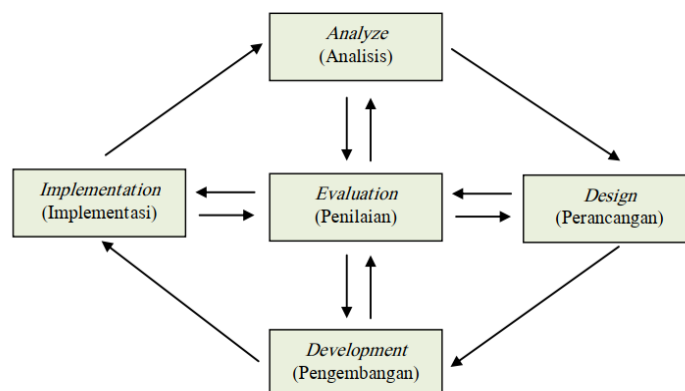 Analyze
(Analisis)
Implementation
(Implementasi)
Evaluation
(Penilaian)
Design
(Perancangan)
Development
(Pengembangan)